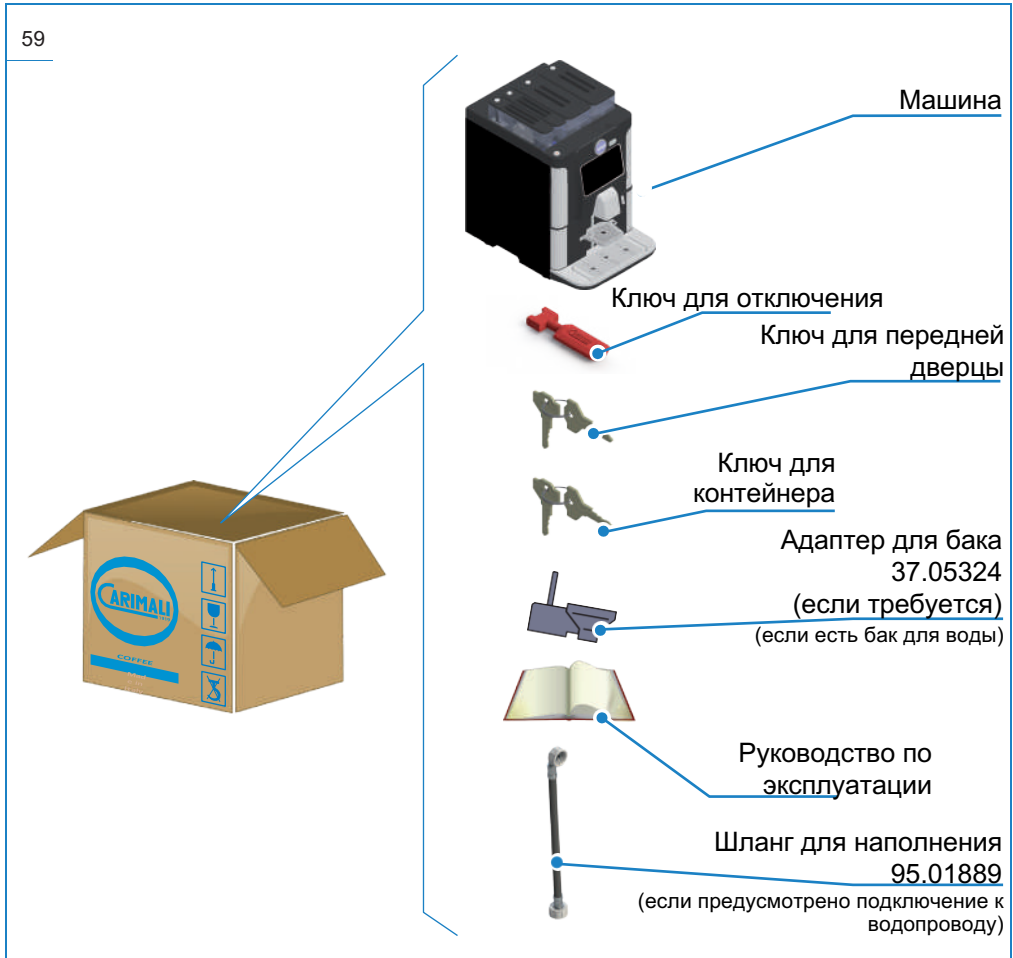 59
Машина
Ключ для отключения
Ключ для передней
дверцы
Ключ для
контейнера
Адаптер для бака
37.05324
(если требуется)
(если есть бак для воды)
Руководство по
эксплуатации
Шланг для наполнения
95.01889
(если предусмотрено подключение к
водопроводу)
CARIMALI
COFFEE